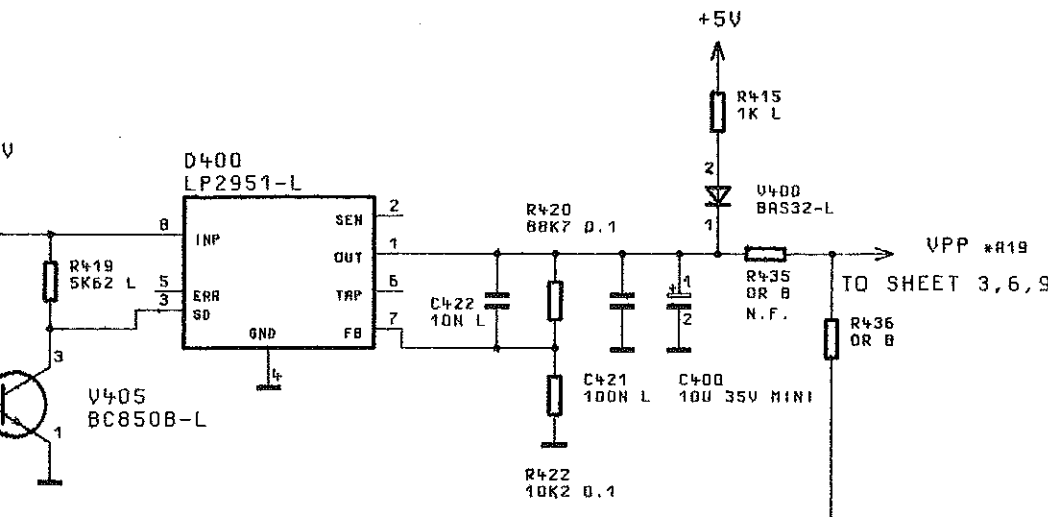 +5V
R415
1K L
V
D400
LP2951-L
2
V400
BAS32-L
1
8
INP
SEN
2
R420
88K7 0.1
OUT
1
VPP *A19
TO SHEET 3,6,9
R419
5K62 L
5
ERR
3
SD
TAP
6
C422
10N L
1
+
2
R435
0R B
N.F.
GND
FB
7
R436
0R B
4
3
V405
BC850B-L
1
C421
100N L
C400
10U 35V MINI
R422
10K2 0.1